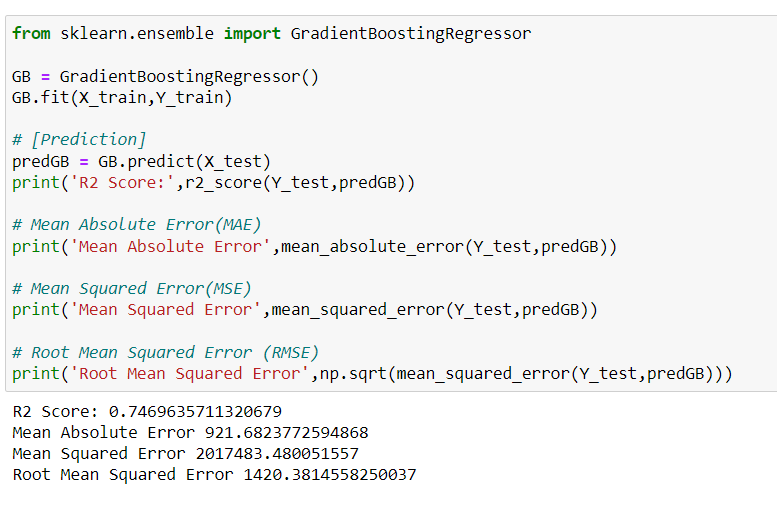 from sklearn.ensemble import GradientBoostingRegressor
GB = GradientBoostingRegressor()
GB.fit(X_train,Y_train)
# [Prediction]
predGB = GB.predict(X_test)
print('R2 Score:',r2_score(Y_test,predGB))
# Mean Absolute Error(MAE)
print('Mean Absolute Error',mean_absolute_error(Y_test,predGB))
# Mean Squared Error(MSE)
print('Mean Squared Error',mean_squared_error(Y_test,predGB))
# Root Mean Squared Error (RMSE)
print('Root Mean Squared Error',np.sqrt(mean_squared_error(Y_test,predGB)))
R2 Score: 0.7469635711320679
Mean Absolute Error 921.6823772594868
Mean Squared Error 2017483.480051557
Root Mean Squared Error 1420.3814558250037